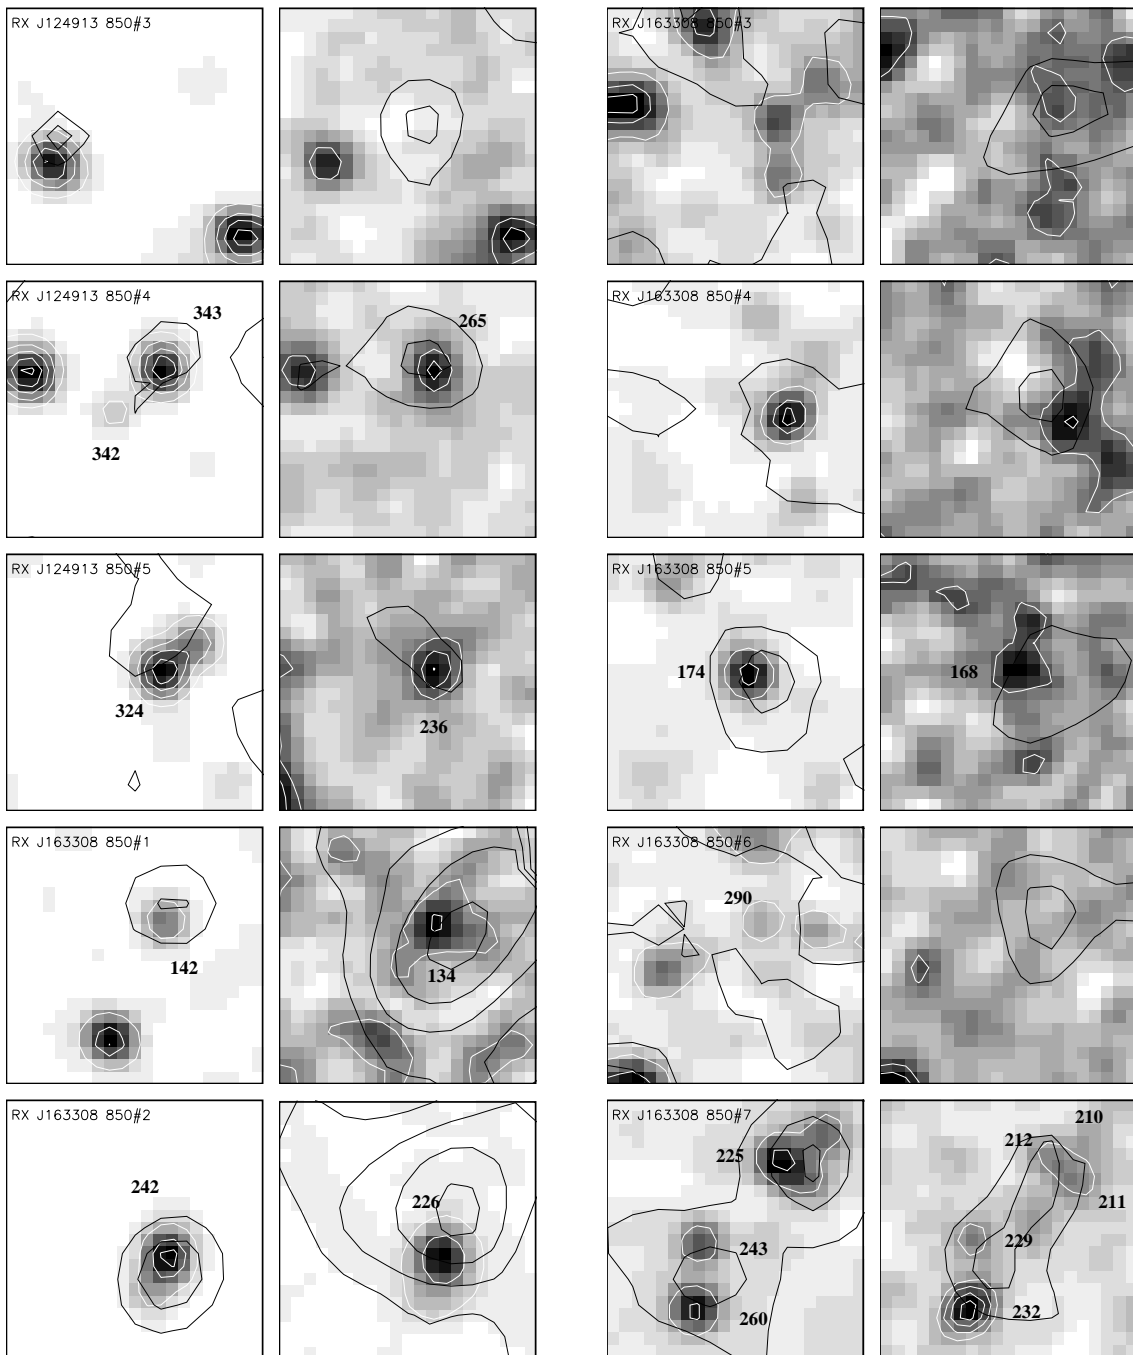 RX J124913 850#3
RX J163308 850#3
RX J124913 850#4
343
342
265
RX J163308 850#4
RX J124913 850#5
324
236
RX J163308 850#5
174
168
RX J163308 850#1
142
134
RX J163308 850#6
290
RX J163308 850#2
242
226
RX J163308 850#7
225
243
260
210
212
211
229
232